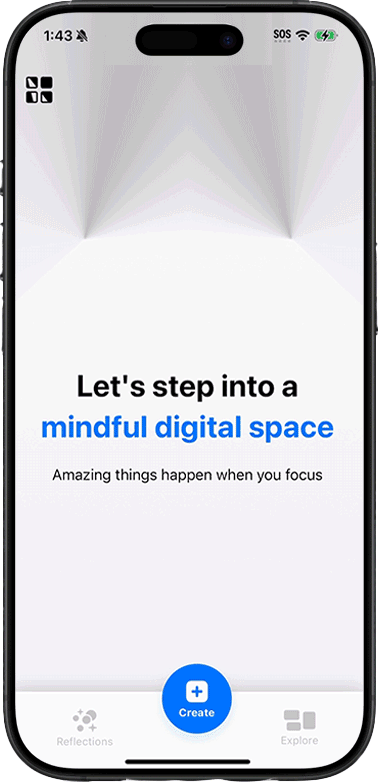 1:43
SOS
Let's step into a
mindful digital space
Amazing things happen when you focus
Create
Reflections
Explore